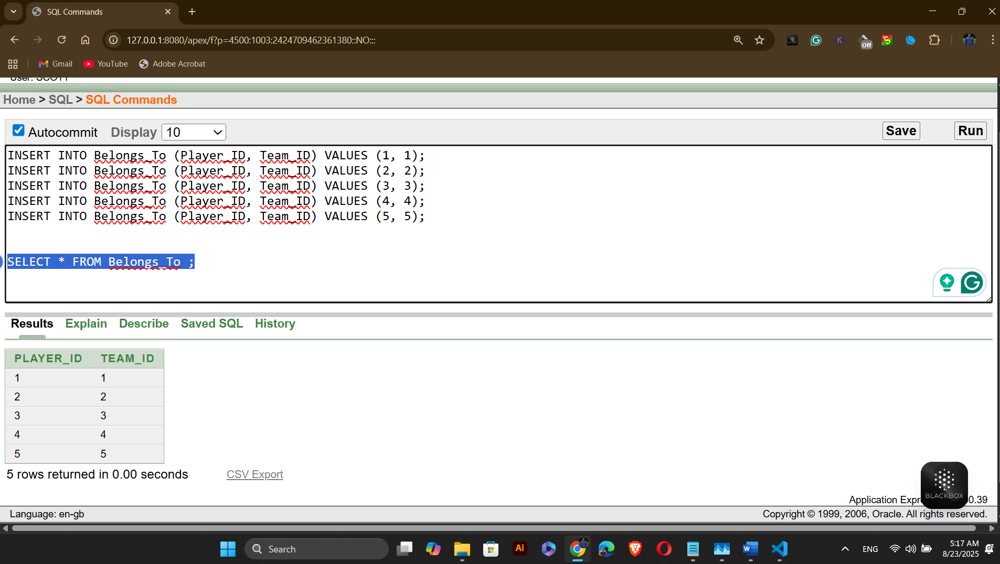 SQL Commands
127.0.0.1:8080/apex/f?p=4500:1003:2424709462361380::NO:::
K
Off
S
Gmail
YouTube
Adobe Acrobat
User: SCOTT
Home > SQL > SQL Commands
Autocommit Display 10
Save
Run
INSERT INTO Belongs_To (Player_ID, Team_ID) VALUES (1, 1);
INSERT INTO Belongs_To (Player_ID, Team_ID) VALUES (2, 2);
INSERT INTO Belongs_To (Player_ID, Team_ID) VALUES (3, 3);
INSERT INTO Belongs_To (Player_ID, Team_ID) VALUES (4, 4);
INSERT INTO Belongs_To (Player_ID, Team_ID) VALUES (5, 5);
SELECT * FROM Belongs_To ;
Results Explain Describe Saved SQL History
PLAYER_ID TEAM_ID
1 1
2 2
3 3
4 4
5 5
5 rows returned in 0.00 seconds CSV Export
BLACKBOX
Application Expr 0.39
Language: en-gb
Copyright © 1999, 2006, Oracle. All rights reserved.
Search
Ai
W
ENG
5:17 AM
8/23/2025